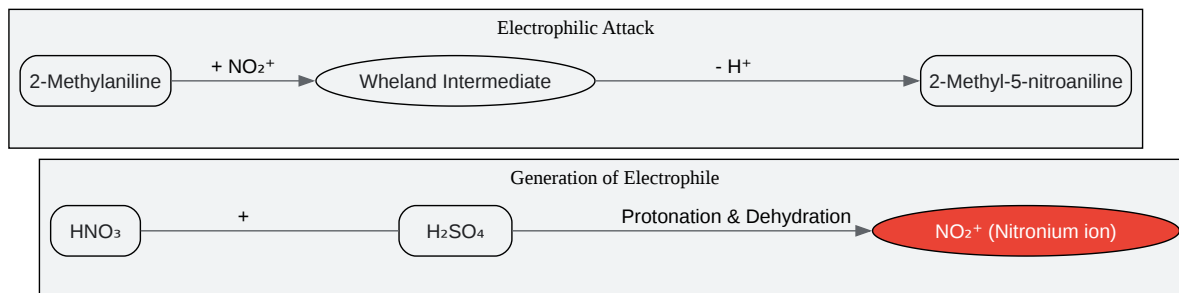 Electrophilic Attack
2-Methylaniline
+ NO₂⁺
Wheland Intermediate
- H⁺
2-Methyl-5-nitroaniline
Generation of Electrophile
HNO₃
+
H₂SO₄
Protonation & Dehydration
NO₂⁺ (Nitronium ion)